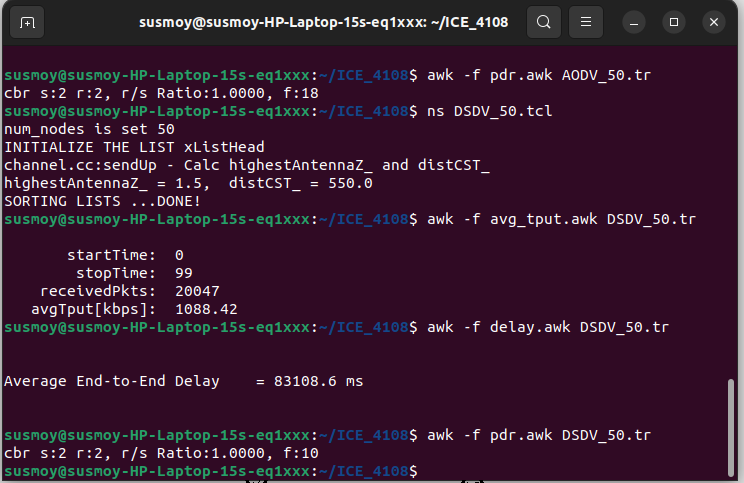 susmoy@susmoy-HP-Laptop-15s-eq1xxx: ~/ICE_4108
susmoy@susmoy-HP-Laptop-15s-eq1xxx:~/ICE_4108$ awk -f pdr.awk AODV_50.tr
cbr s:2 r:2, r/s Ratio:1.0000, f:18
susmoy@susmoy-HP-Laptop-15s-eq1xxx:~/ICE_4108$ ns DSDV_50.tcl
num_nodes is set 50
INITIALIZE THE LIST xListHead
channel.cc:sendUp - Calc highestAntennaZ_ and distCST_
highestAntennaZ_ = 1.5,  distCST_ = 550.0
SORTING LISTS ...DONE!
susmoy@susmoy-HP-Laptop-15s-eq1xxx:~/ICE_4108$ awk -f avg_tput.awk DSDV_50.tr
startTime:  0
stopTime:  99
receivedPkts:  20047
avgTput[kbps]:  1088.42
susmoy@susmoy-HP-Laptop-15s-eq1xxx:~/ICE_4108$ awk -f delay.awk DSDV_50.tr
Average End-to-End Delay    = 83108.6 ms
susmoy@susmoy-HP-Laptop-15s-eq1xxx:~/ICE_4108$ awk -f pdr.awk DSDV_50.tr
cbr s:2 r:2, r/s Ratio:1.0000, f:10
susmoy@susmoy-HP-Laptop-15s-eq1xxx:~/ICE_4108$